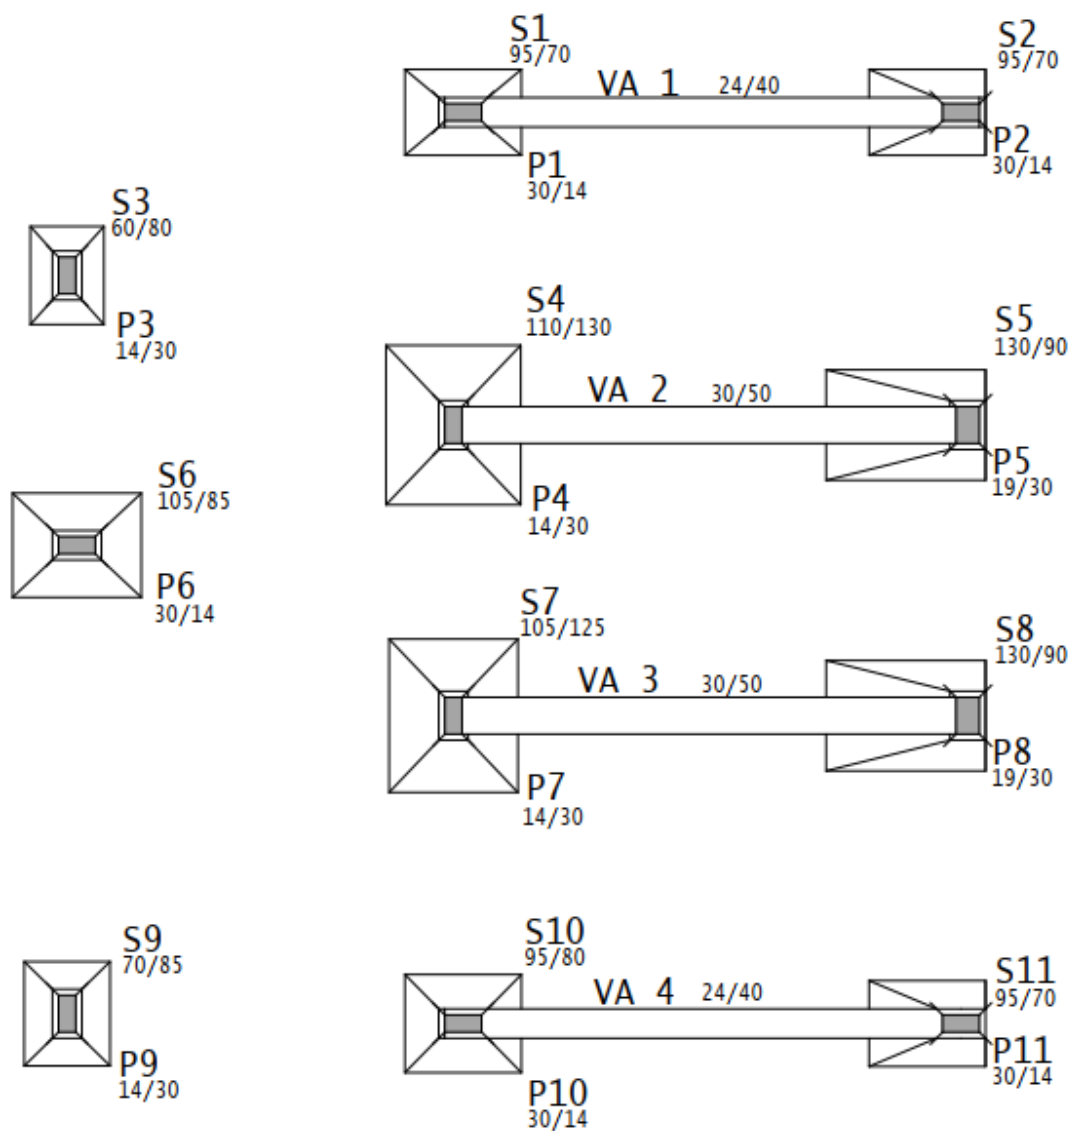 S1
95/70
VA 1 24/40
P1
30/14
S2
95/70
P2
30/14
S3
60/80
P3
14/30
S4
110/130
VA 2 30/50
P4
14/30
S5
130/90
P5
19/30
S6
105/85
P6
30/14
S7
105/125
VA 3 30/50
P7
14/30
S8
130/90
P8
19/30
S9
70/85
P9
14/30
S10
95/80
VA 4 24/40
P10
30/14
S11
95/70
P11
30/14